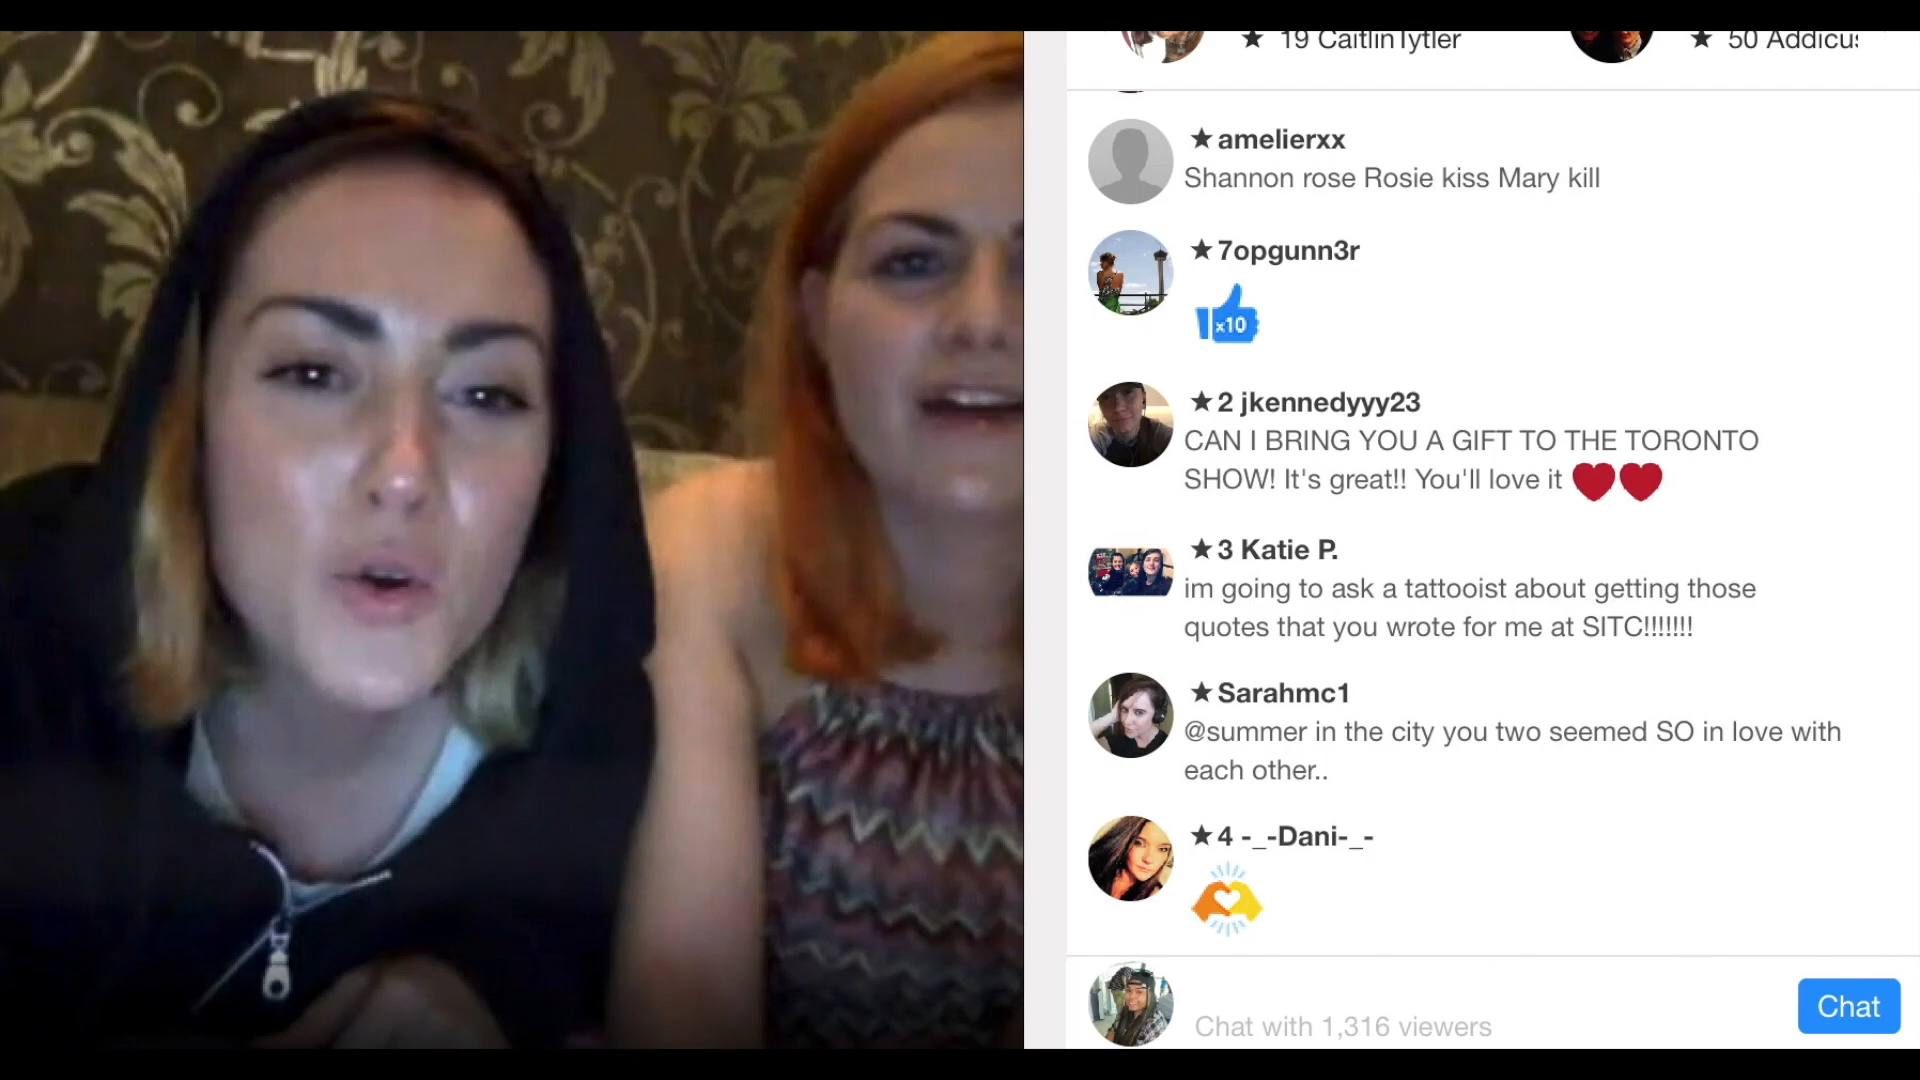 ★ 19 CaitlinTytler
★ 50 Addicu
★ amelierxx
Shannon rose Rosie kiss Mary kill
★ 7opgunn3r
x10
★ 2 jkennedyyy23
CAN I BRING YOU A GIFT TO THE TORONTO
SHOW! It's great!! You'll love it ❤❤
★ 3 Katie P.
im going to ask a tattooist about getting those
quotes that you wrote for me at SITC!!!!!!!
★ Sarahmc1
@summer in the city you two seemed SO in love with
each other..
★ 4 -_-Dani-_-
Chat with 1,316 viewers
Chat